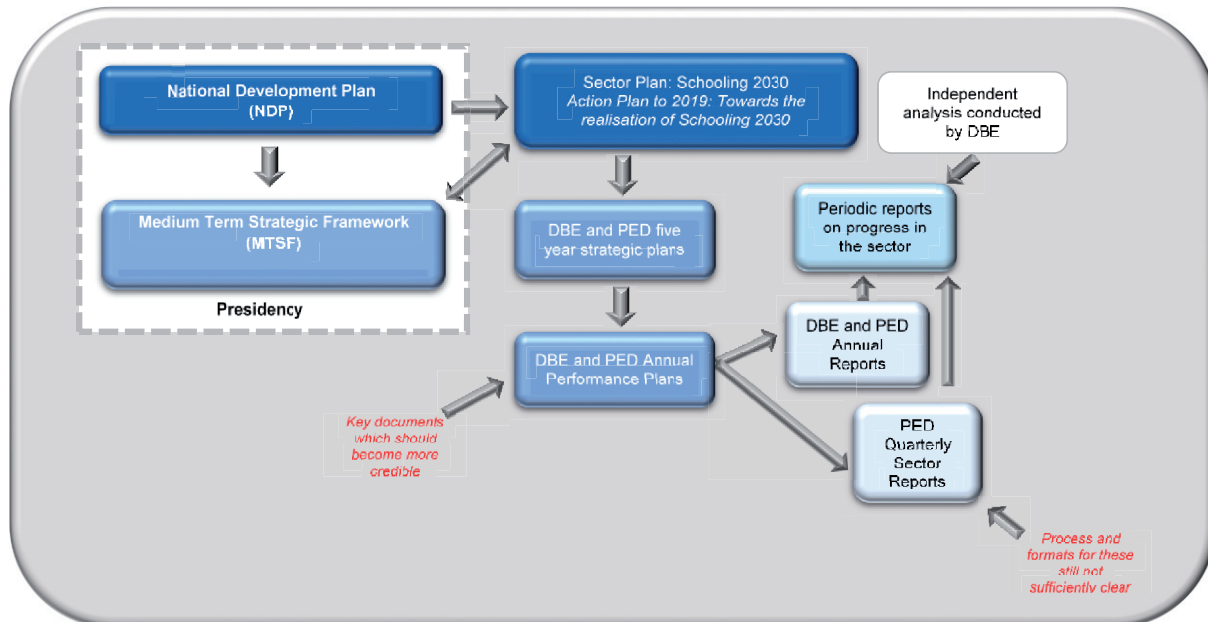 National Development Plan
(NDP)
Sector Plan: Schooling 2030
Action Plan to 2019: Towards the
realisation of Schooling 2030
Independent
analysis conducted
by DBE
Medium Term Strategic Framework
(MTSF)
Presidency
DBE and PED five
year strategic plans
Periodic reports
on progress in
the sector
DBE and PED Annual
Performance Plans
DBE and PED
Annual
Reports
Key documents
which should
become more
credible
PED
Quarterly
Sector
Reports
Process and
formats for these
still not
sufficiently clear